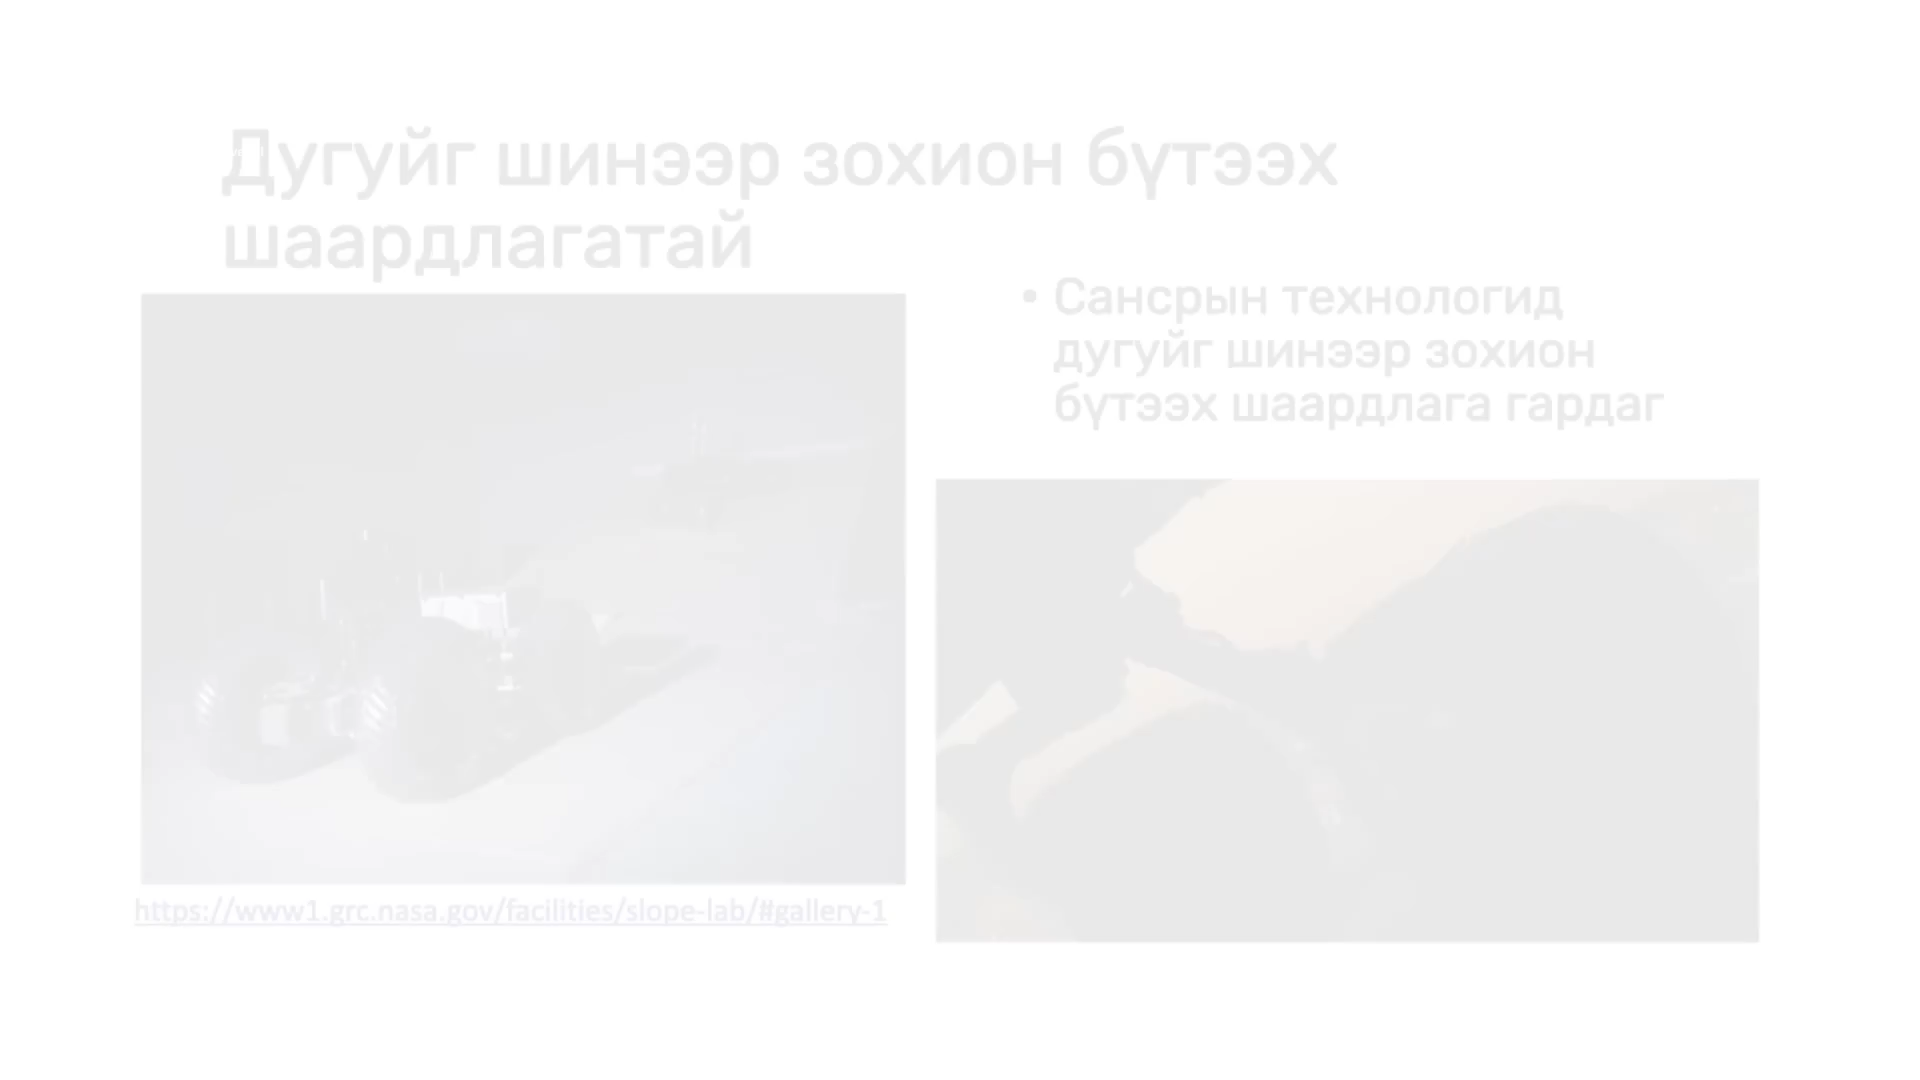 Дугуйг шинээр зохион бүтээх
шаардлагатай
• Сансрын технологид
дугуйг шинээр зохион
бүтээх шаардлага гардаг
https://www1.grc.nasa.gov/facilities/slope-lab/#gallery-1